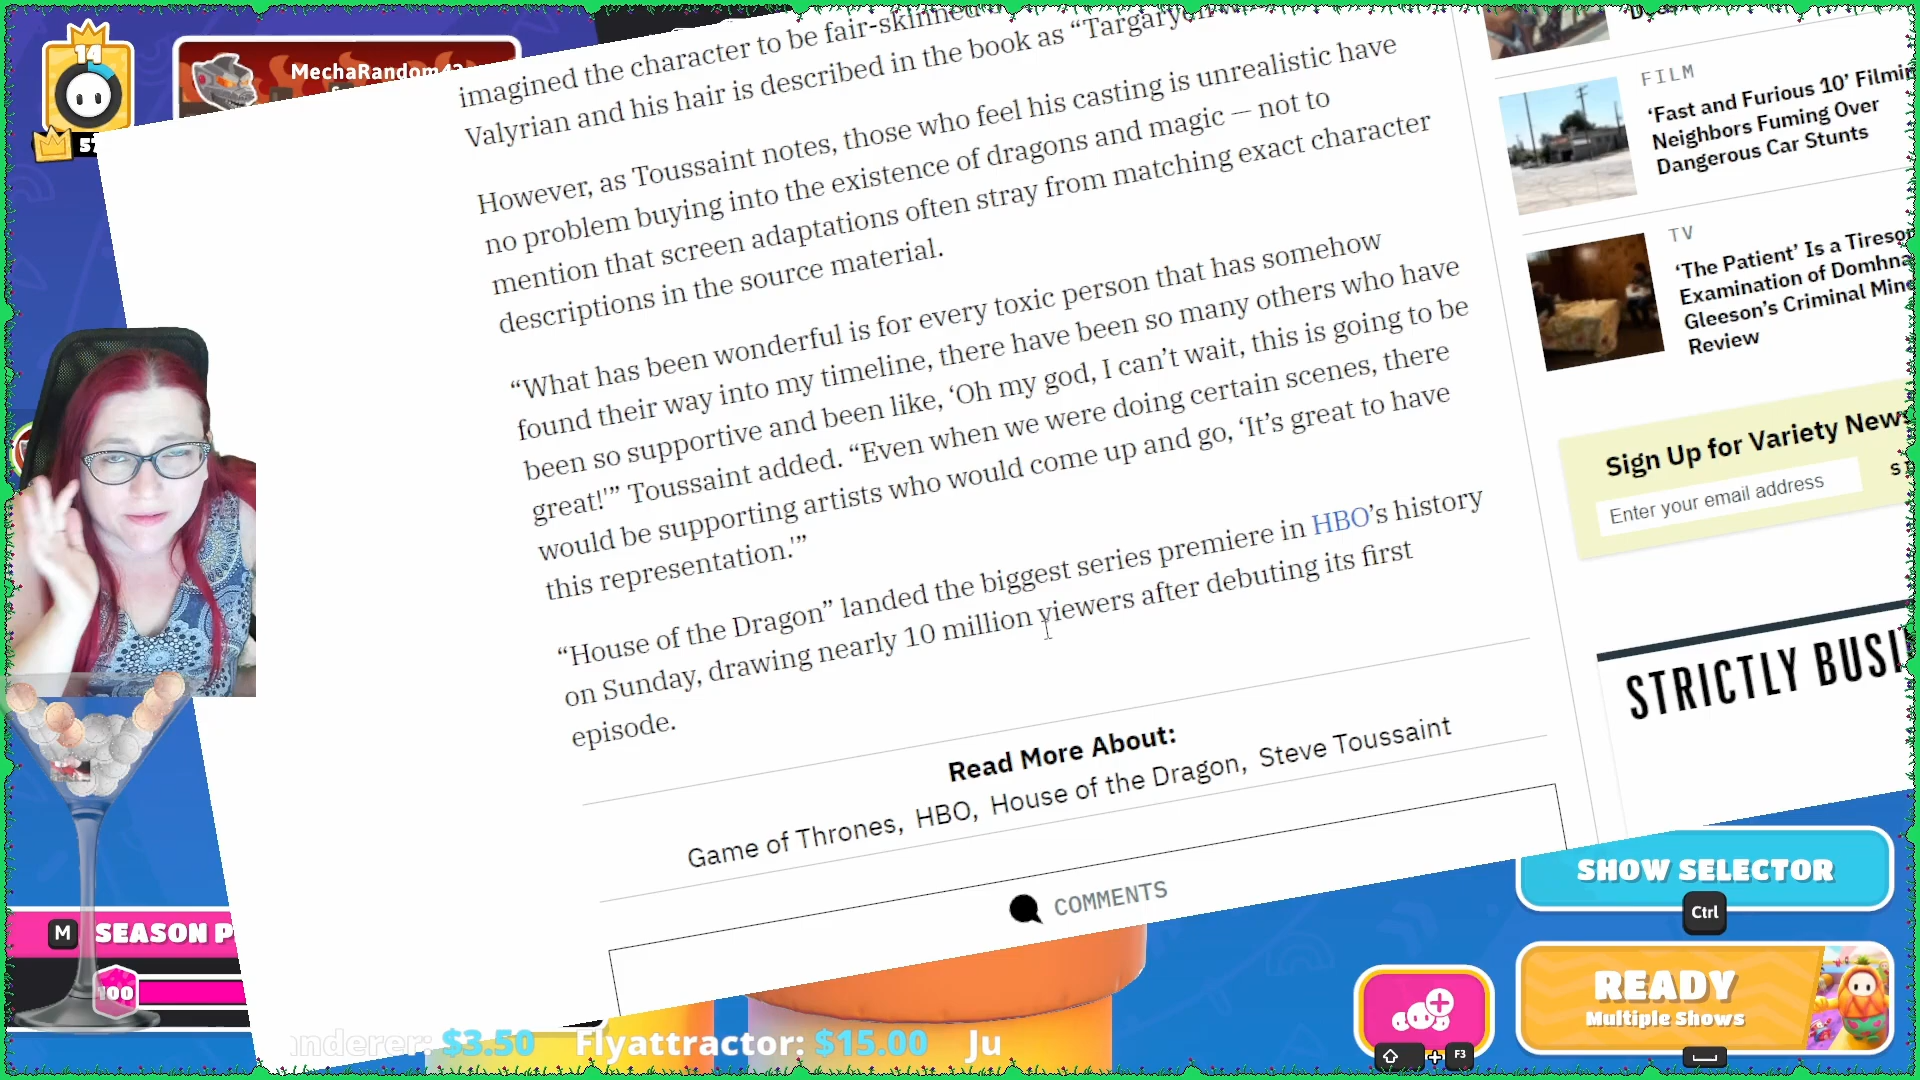 14
MechaRandom42
57
imagined the character to be fair-skinned
Valyrian and his hair is described in the book as “Targaryen
However, as Toussaint notes, those who feel his casting is unrealistic have
no problem buying into the existence of dragons and magic — not to
mention that screen adaptations often stray from matching exact character
descriptions in the source material.
“What has been wonderful is for every toxic person that has somehow
found their way into my timeline, there have been so many others who have
been so supportive and been like, ‘Oh my god, I can’t wait, this is going to be
great!'” Toussaint added. “Even when we were doing certain scenes, there
would be supporting artists who would come up and go, ‘It’s great to have
this representation.'”
“House of the Dragon” landed the biggest series premiere in HBO’s history
on Sunday, drawing nearly 10 million viewers after debuting its first
episode.
Read More About:
Game of Thrones, HBO, House of the Dragon, Steve Toussaint
COMMENTS
FILM
‘Fast and Furious 10’ Filmin
Neighbors Fuming Over
Dangerous Car Stunts
TV
‘The Patient’ Is a Tiresom
Examination of Domhna
Gleeson’s Criminal Mind
Review
Sign Up for Variety News
Enter your email address
STRICTLY BUSI
SHOW SELECTOR
Ctrl
READY
Multiple Shows
F3
M
SEASON P
100
nderer: $3.50 Flyattractor: $15.00 Ju